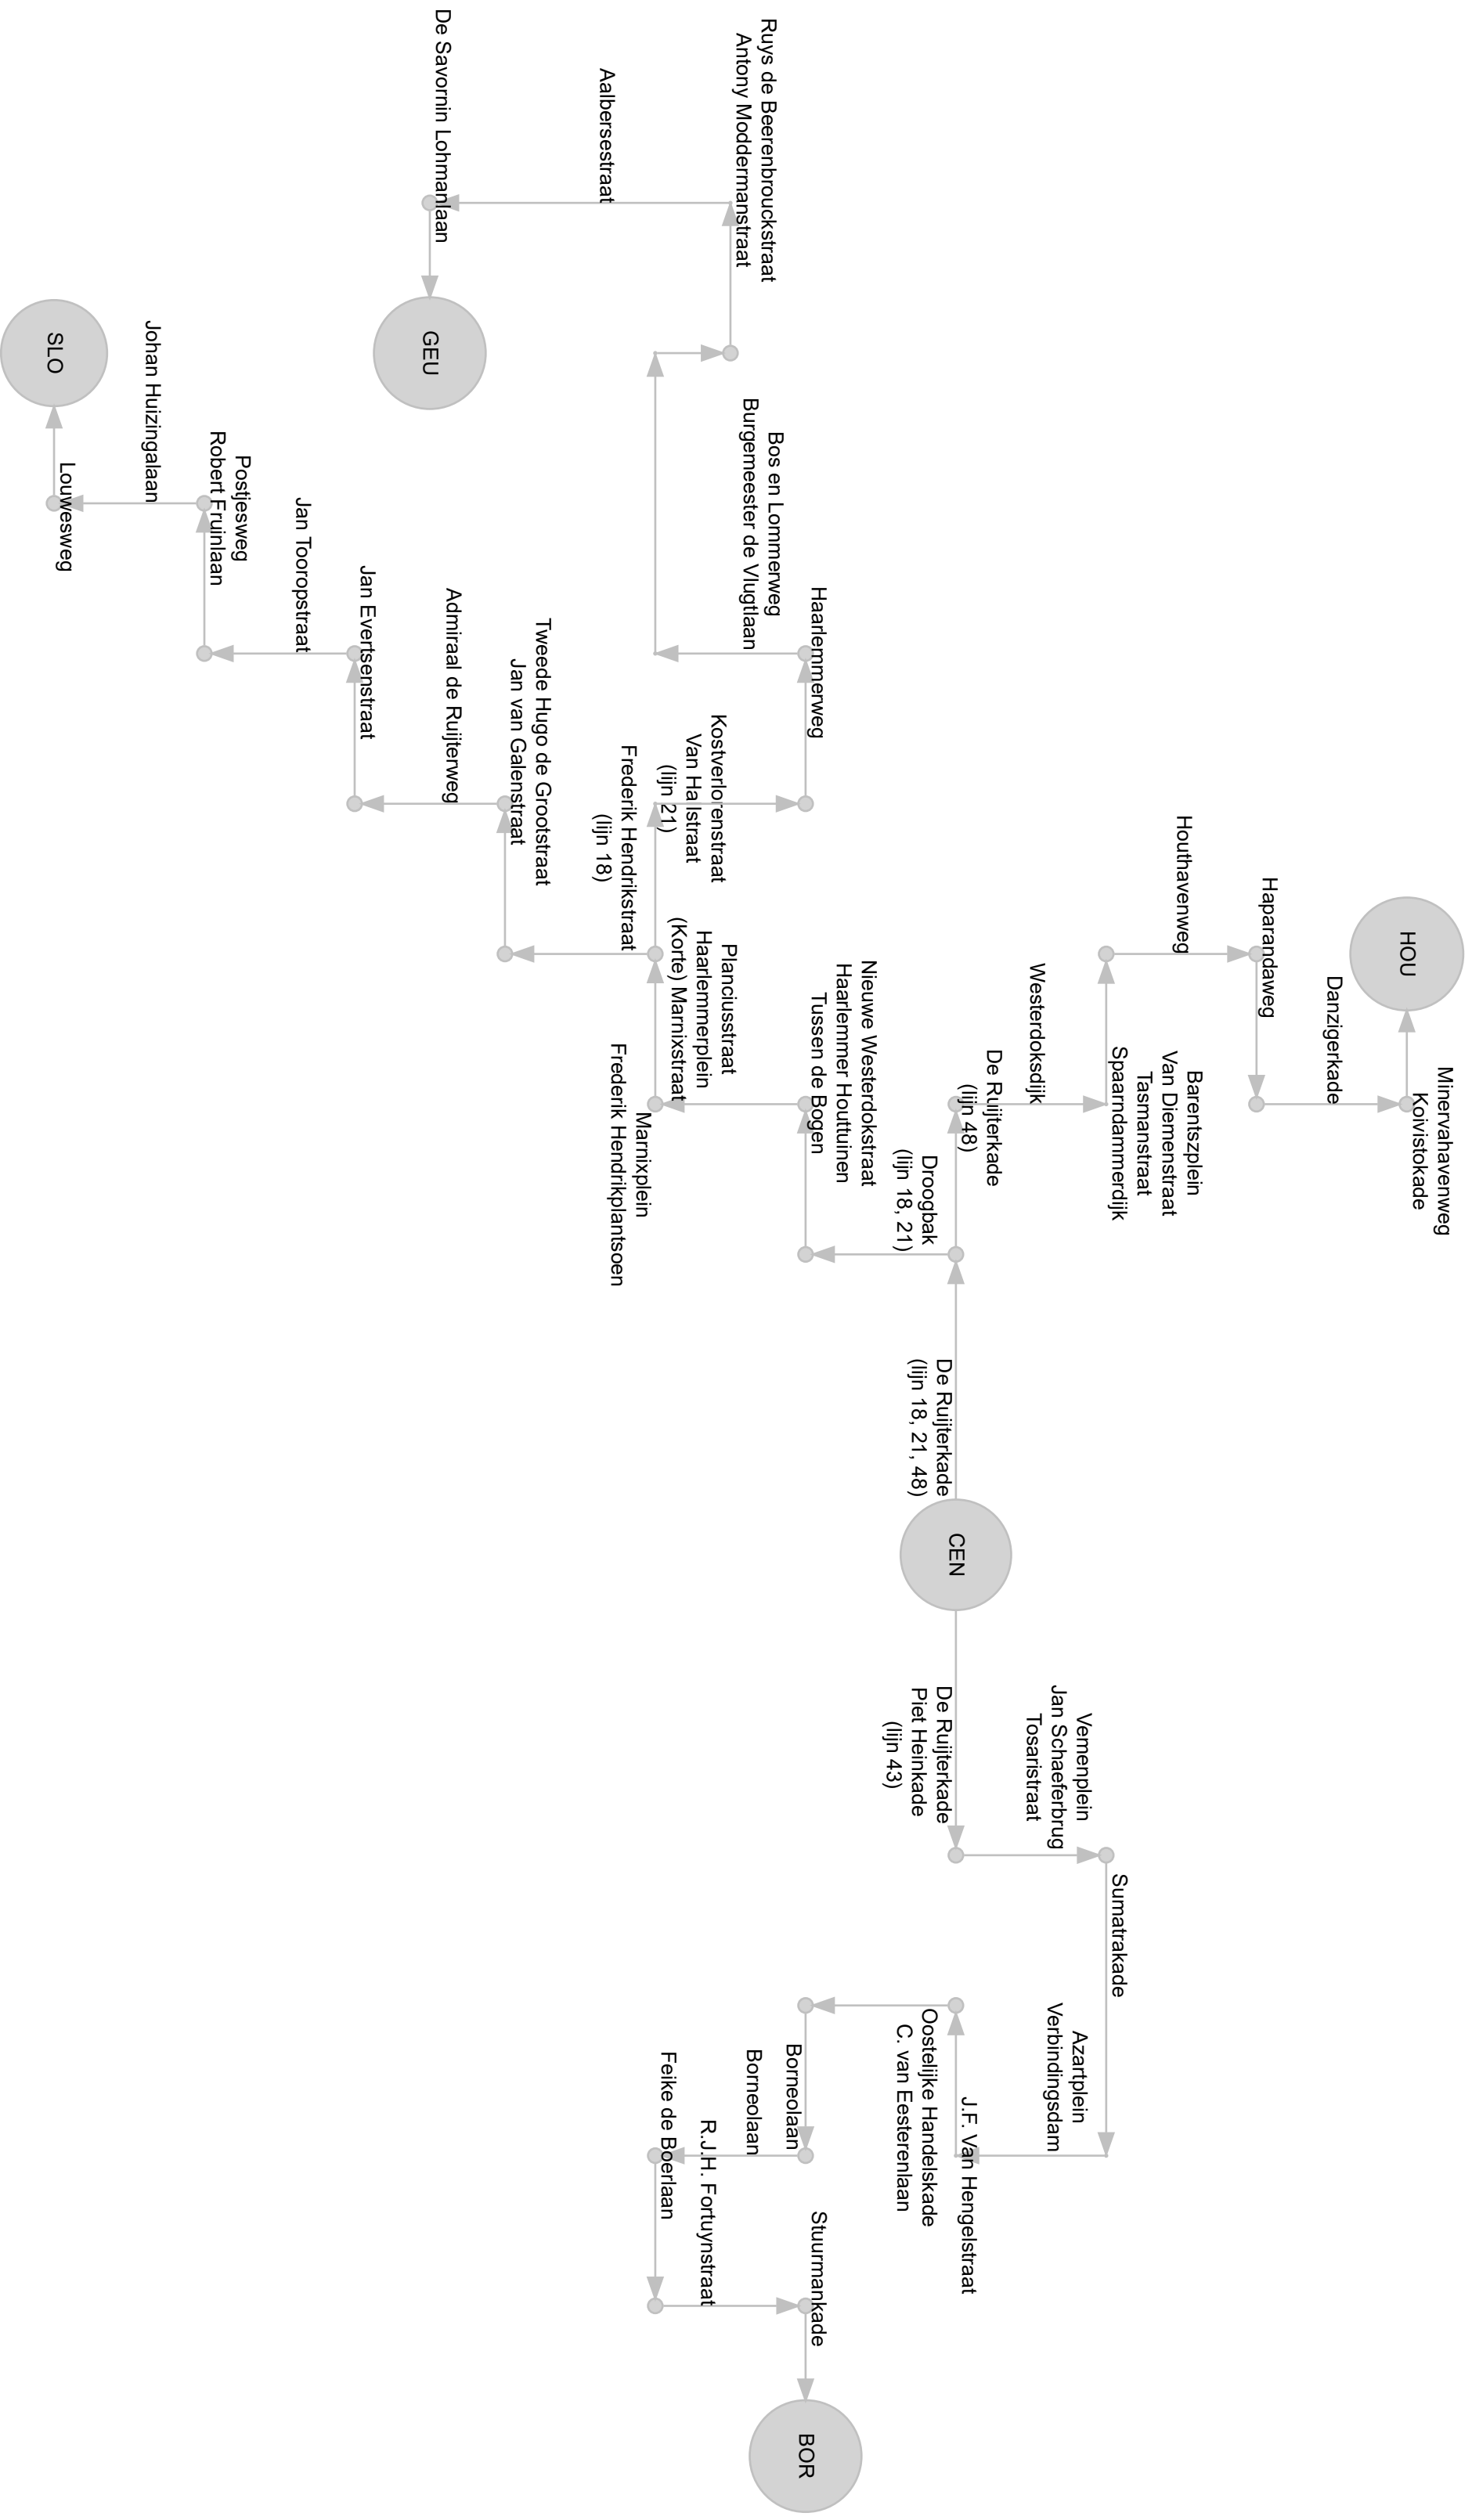 De Savornin Lohmanlaan
Aalbersestraat
Ruys de Beerenbrouckstraat
Antony Moddermanstraat
GEU
SLO
Louwesweg
Johan Huizingalaan
Postjesweg
Robert Fruinlaan
Jan Tooropstraat
Jan Evertsenstraat
Admiraal de Ruijterweg
Tweede Hugo de Grootstraat
Jan van Galenstraat
Frederik Hendrikstraat
(lijn 18)
Bos en Lommerweg
Burgemeester de Vlugtlaan
Haarlemmerweg
Kostverlorenstraat
Van Hallstraat
(lijn 21)
Planciusstraat
Haarlemmerplein
(Korte) Marnixstraat
Marnixplein
Frederik Hendrikplantsoen
Nieuwe Westerdokstraat
Haarlemmer Houttuinen
Tussen de Bogen
Droogbak
(lijn 18, 21)
De Ruijterkade
(lijn 48)
Westerdoksdijk
Barentszplein
Van Diemenstraat
Tasmanstraat
Spaarndammerdijk
Houthavenweg
Haparandaweg
Danzigerkade
Minervahavenweg
Koivistokade
HOU
De Ruijterkade
(lijn 18, 21, 48)
CEN
De Ruijterkade
Piet Heinkade
(lijn 43)
Vemenplein
Jan Schaeferbrug
Tosaristraat
Sumatrakade
Azartplein
Verbindingsdam
J.F. Van Hengelstraat
Oostelijke Handelskade
C. van Eesterenlaan
Borneolaan
Borneolaan
Feike de Boerlaan
R.J.H. Fortuynstraat
Stuurmankade
BOR